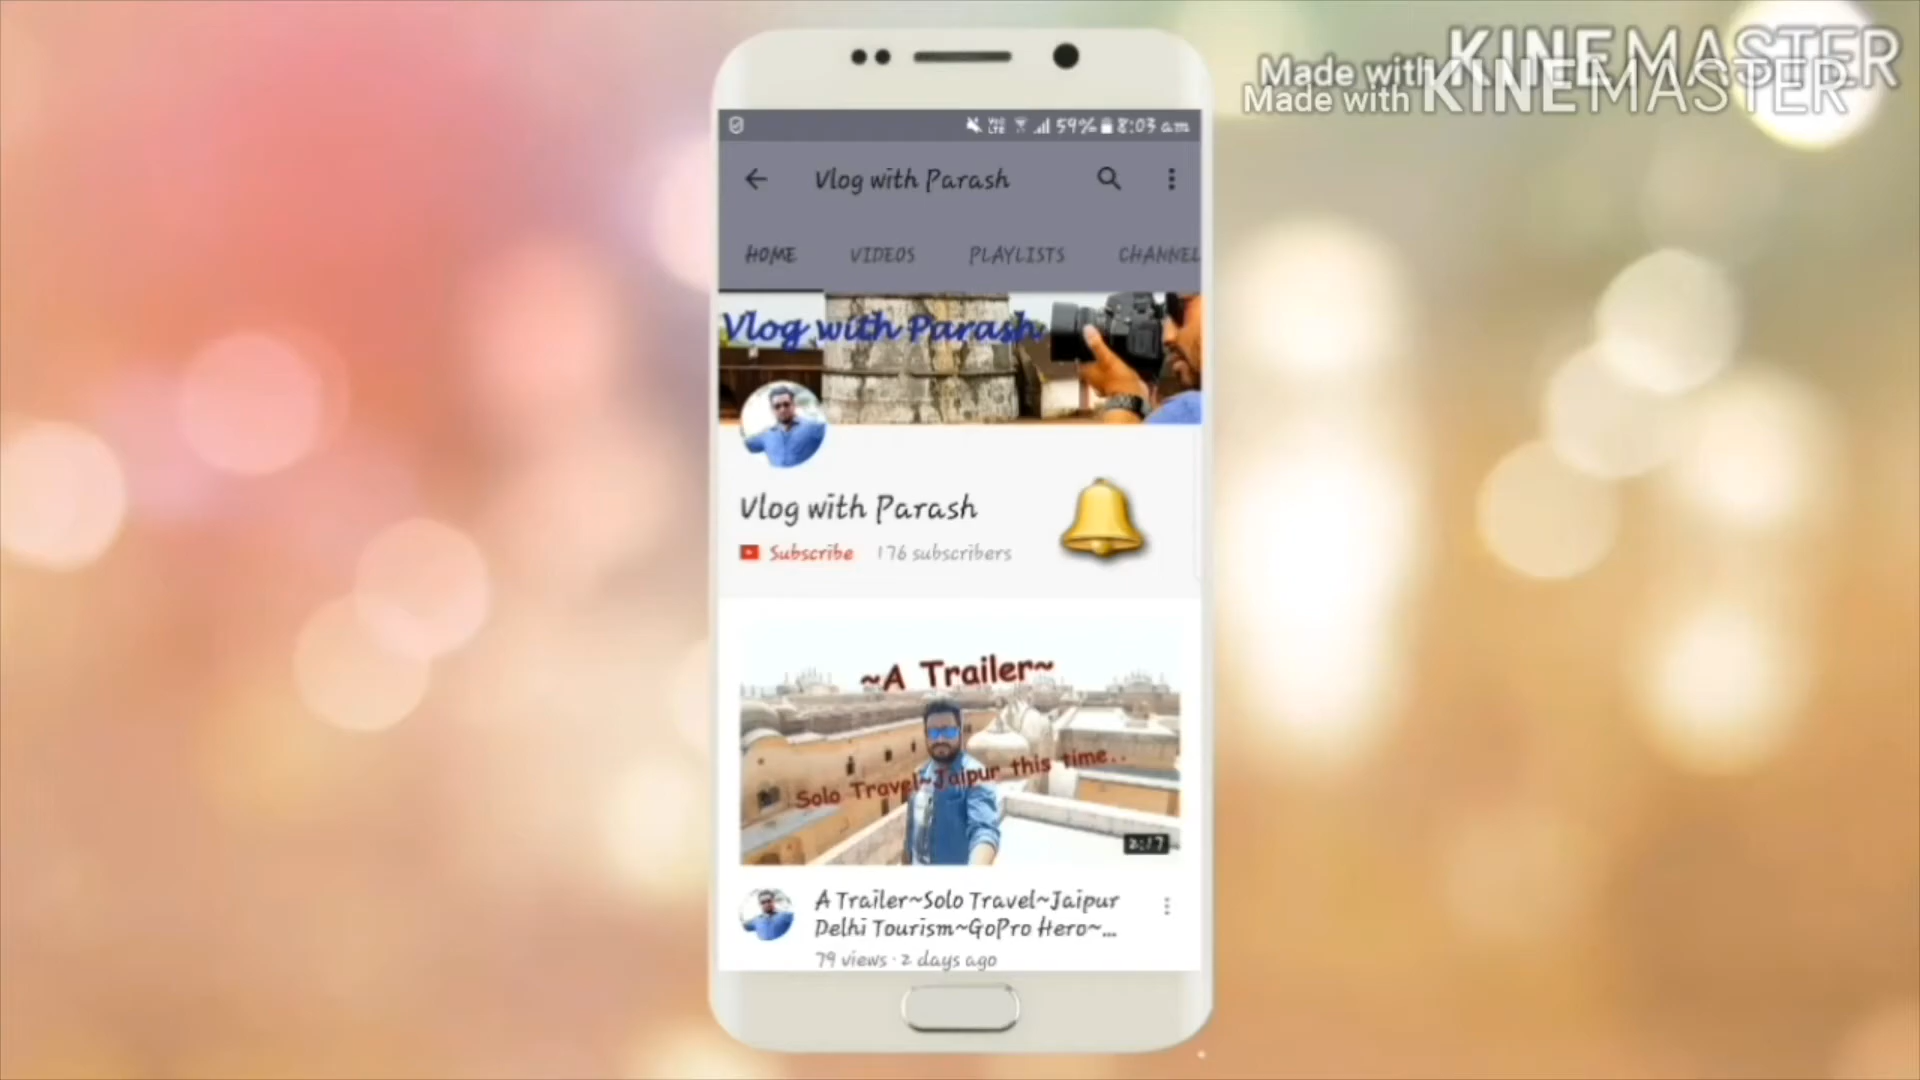 Made with KINEMASTER
Made with KINEMASTER
59% 8:03 am
Vlog with Parash
HOME VIDEOS PLAYLISTS CHANNEL
Vlog with Parash
Vlog with Parash
Subscribe 176 subscribers
~A Trailer~
Solo Travel~Jaipur this time..
2:17
A Trailer~Solo Travel~Jaipur
Delhi Tourism~GoPro Hero~...
79 views · 2 days ago